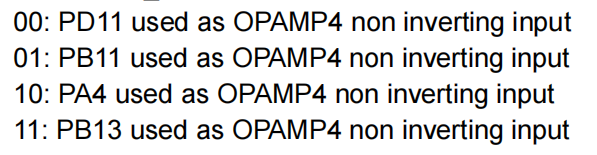 00: PD11 used as OPAMP4 non inverting input
01: PB11 used as OPAMP4 non inverting input
10: PA4 used as OPAMP4 non inverting input
11: PB13 used as OPAMP4 non inverting input